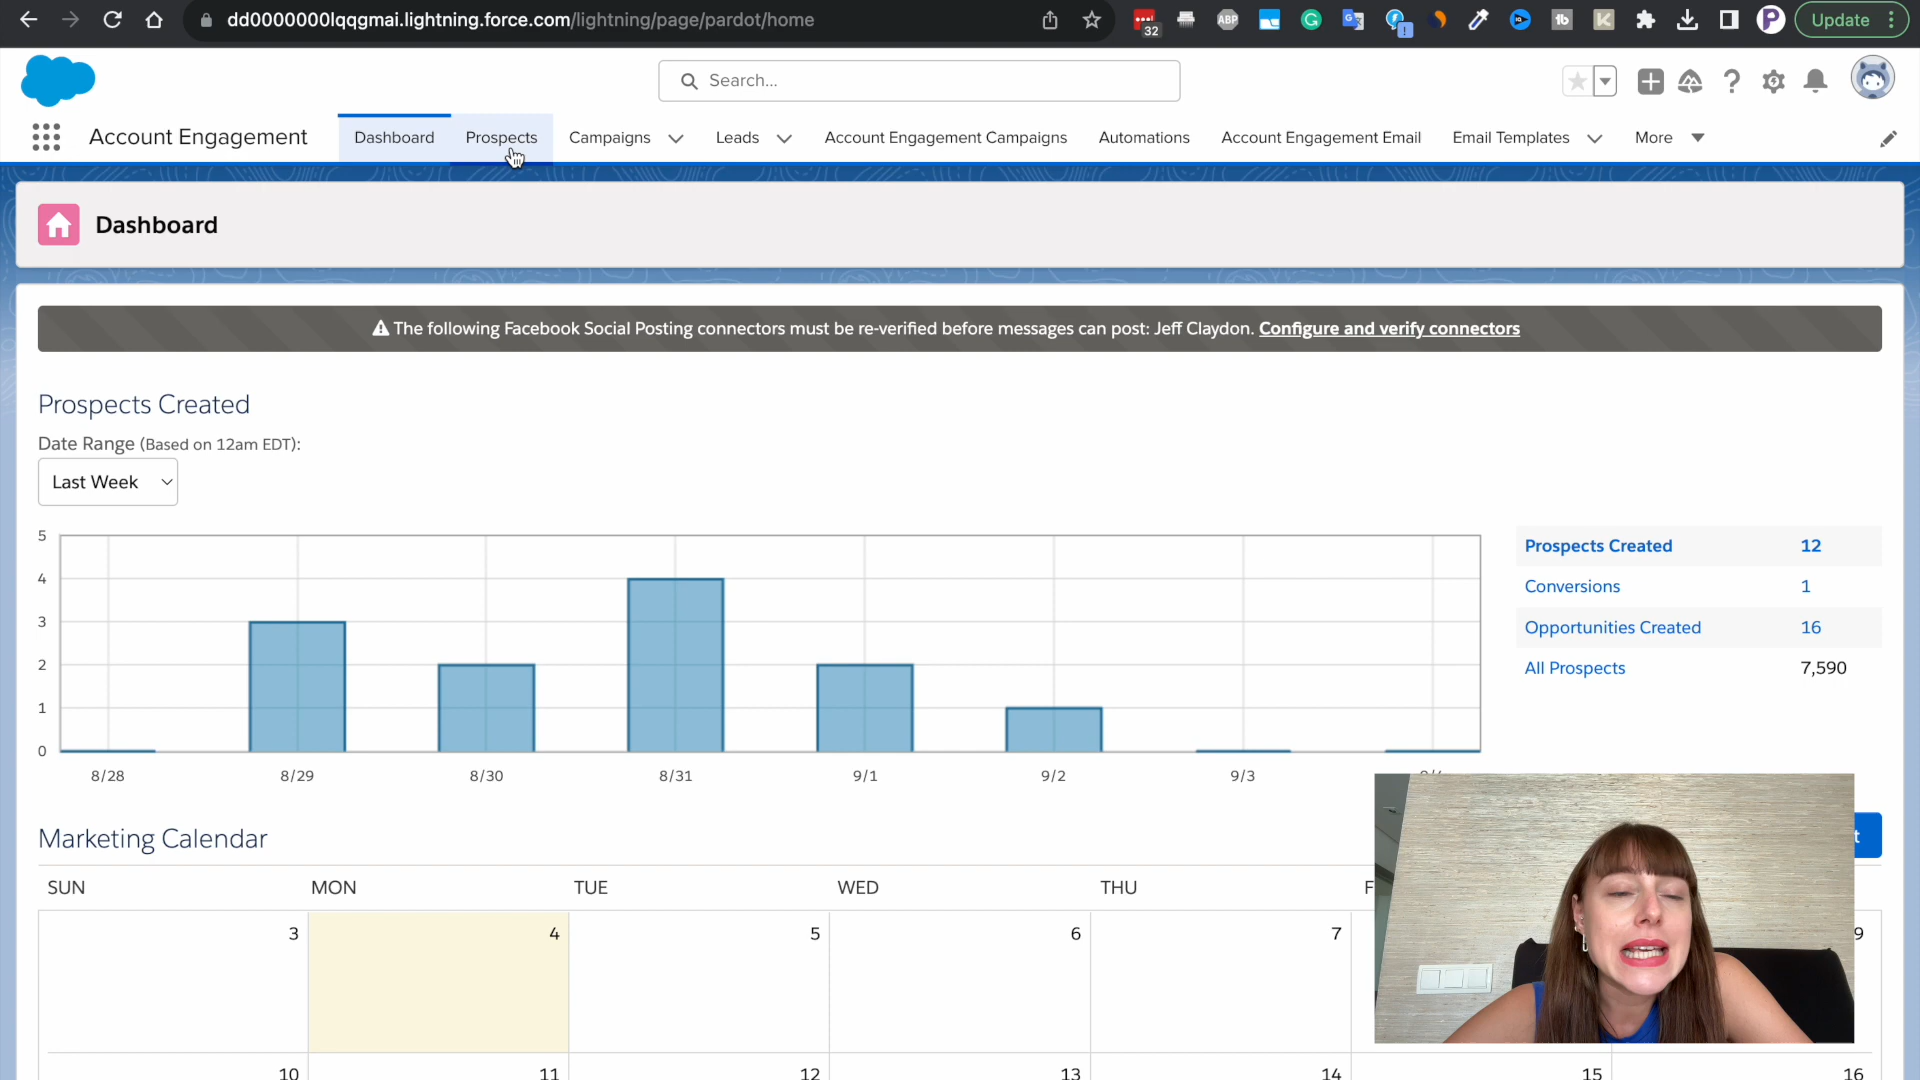 dd0000000lqqgmai.lightning.force.com/lightning/page/pardot/home
32
ABP
Update
Search...
Account Engagement
Dashboard
Prospects
Campaigns
Leads
Account Engagement Campaigns
Automations
Account Engagement Email
Email Templates
More
Dashboard
The following Facebook Social Posting connectors must be re-verified before messages can post: Jeff Claydon. Configure and verify connectors
Prospects Created
Date Range (Based on 12am EDT):
Last Week
5
4
3
2
1
0
8/28 8/29 8/30 8/31 9/1 9/2 9/3
Prospects Created 12
Conversions 1
Opportunities Created 16
All Prospects 7,590
Marketing Calendar
SUN MON TUE WED THU F
3 4 5 6 7 9
10 11 12 13 14 15 16